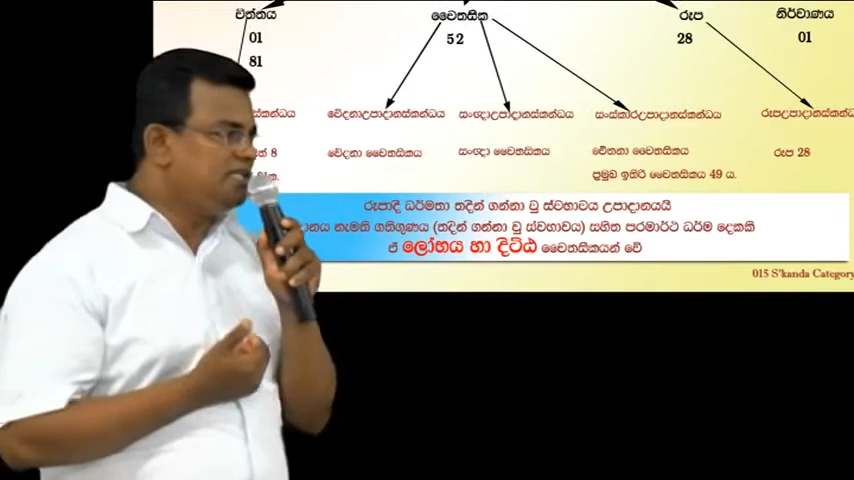 චිත්තය චෛතසික රූප නිර්වාණය
01 52 28 01
81
ස්කන්ධය වේදනාඋපාදානස්කන්ධය සංඥාඋපාදානස්කන්ධය සංස්කාරඋපාදානස්කන්ධය රූපඋපාදානස්කන්ධය
8 වේදනා චෛතසිකය සංඥා චෛතසිකය චේතනා චෛතසිකය රූප 28
ප්‍රමුඛ ඉතිරි චෛතසිකය 49 ය.
රූපාදි ධර්මතා තදින් ගන්නා වු ස්වභාවය උපාදානයයි
දානය නැමති ගතිගුණය (තදින් ගන්නා වු ස්වභාවය) සහිත පරමාර්ථ ධර්ම දෙකකි
ඒ ලෝභය හා දිට්ඨි චෛතසිකයන් වේ
015 S'kanda Category